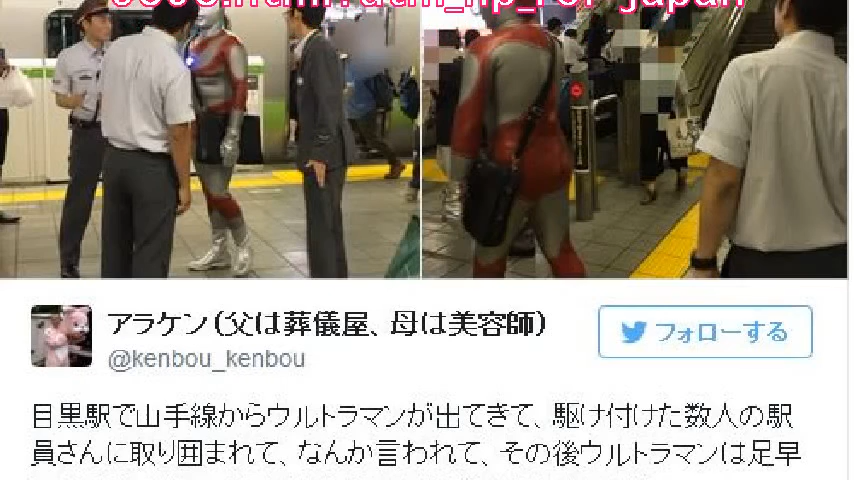 アラケン（父は葬儀屋、母は美容師）
フォローする
@kenbou_kenbou
目黒駅で山手線からウルトラマンが出てきて、駆け付けた数人の駅
員さんに取り囲まれて、なんか言われて、その後ウルトラマンは足早